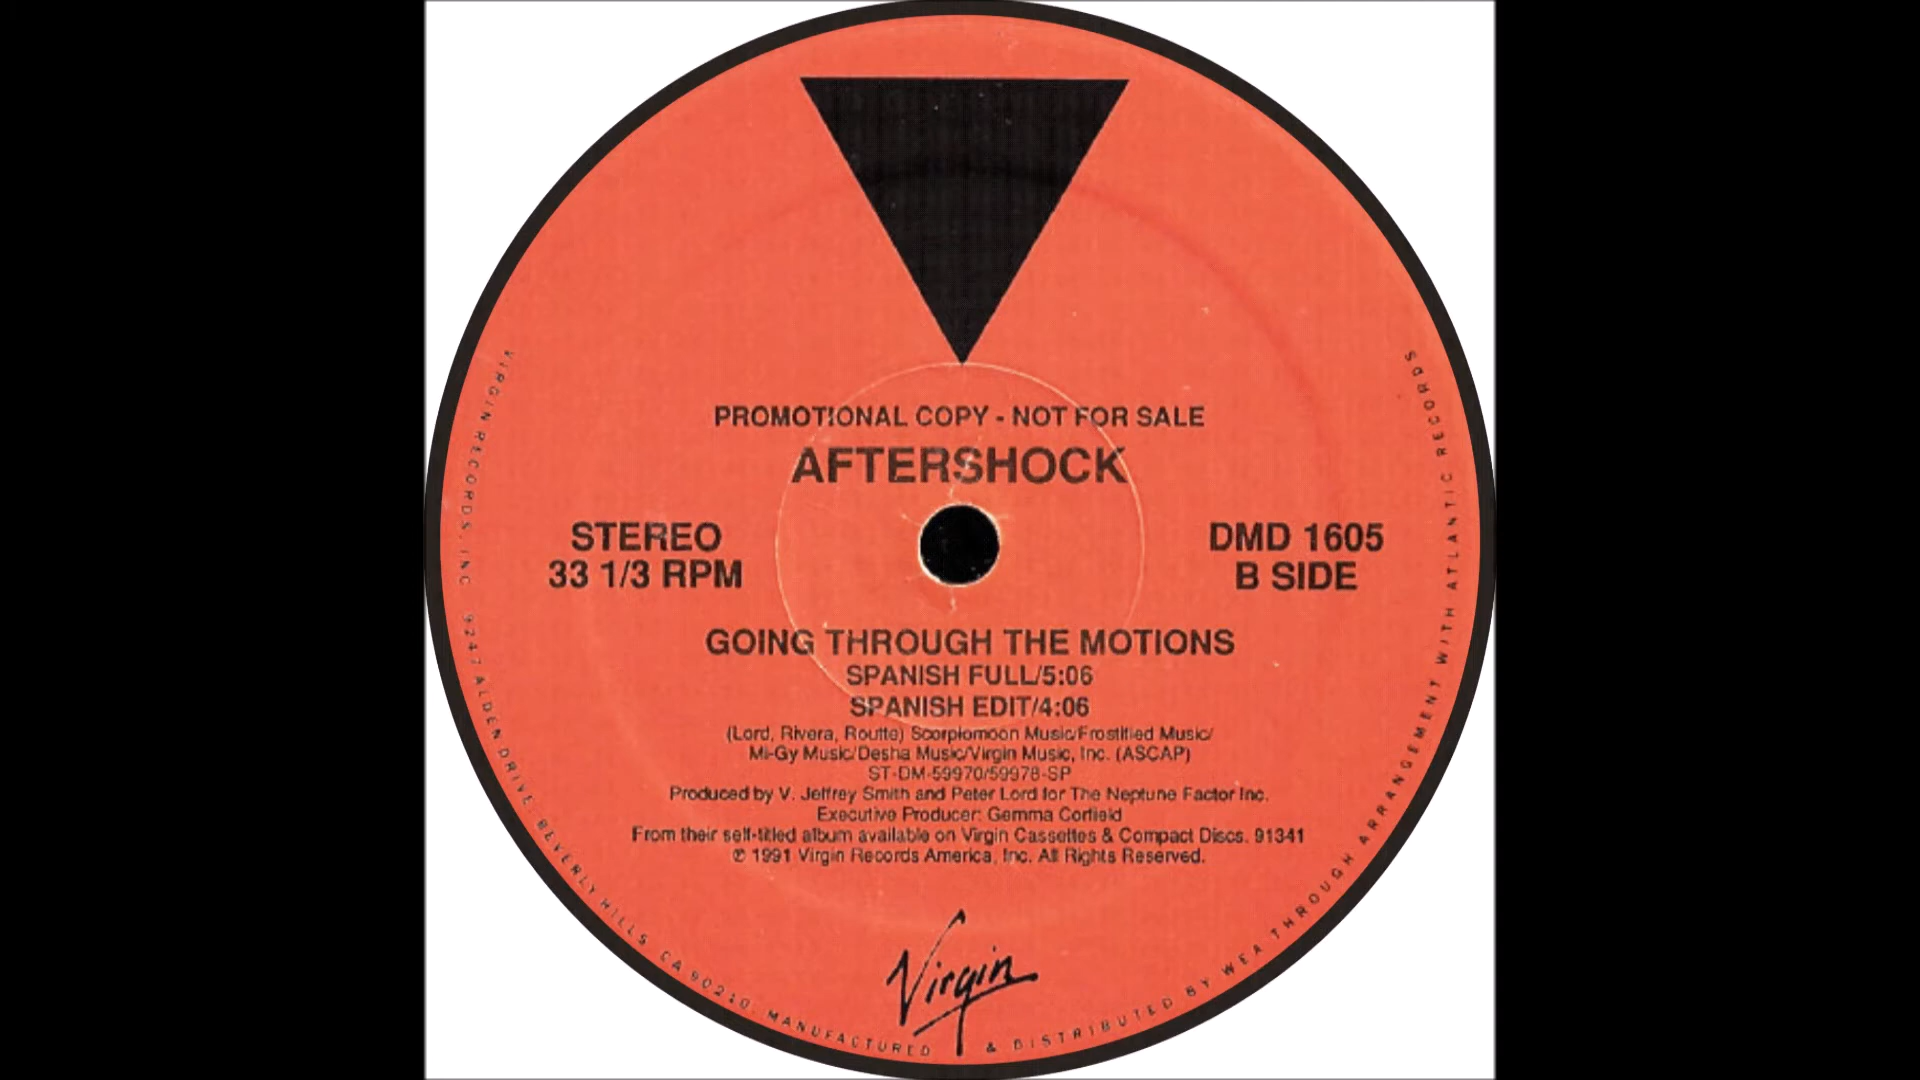 PROMOTIONAL COPY - NOT FOR SALE
AFTERSHOCK
STEREO
33 1/3 RPM
DMD 1605
B SIDE
GOING THROUGH THE MOTIONS
SPANISH FULL/5:06
SPANISH EDIT/4:06
(Lord, Rivera, Routte) Scorpiomoon Music/Frostitied Music/
Mi-Gy Music/Desha Music/Virgin Music, Inc. (ASCAP)
ST-DM-59970/59978-SP
Produced by V. Jeffrey Smith and Peter Lord for The Neptune Factor Inc.
Executive Producer: Gemma Corfield
From their self-titled album available on Virgin Cassettes & Compact Discs. 91341
℗ 1991 Virgin Records America, Inc. All Rights Reserved.
Virgin
VIRGIN RECORDS, INC. 9247 ALDEN DRIVE, BEVERLY HILLS CA 90210. MANUFACTURED & DISTRIBUTED BY WEA THROUGH ARRANGEMENT WITH ATLANTIC RECORDS